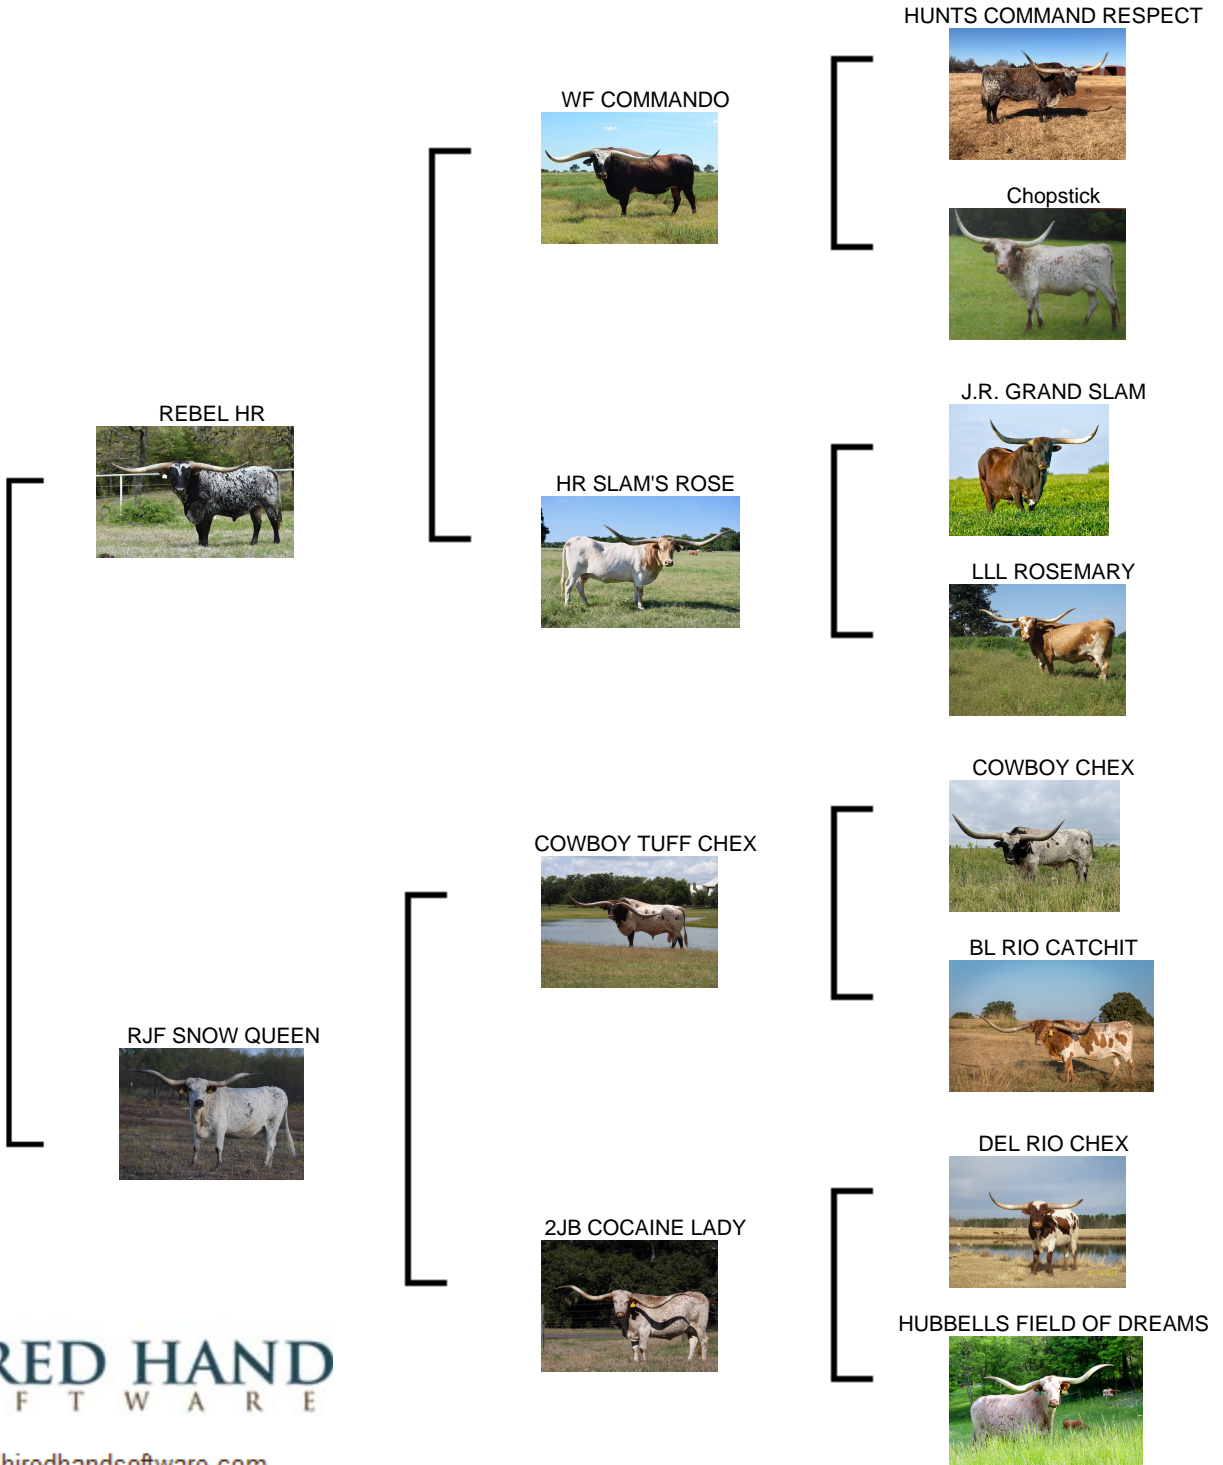 HUNTS COMMAND RESPECT
WF COMMANDO
Chopstick
J.R. GRAND SLAM
REBEL HR
HR SLAM'S ROSE
LLL ROSEMARY
COWBOY CHEX
COWBOY TUFF CHEX
BL RIO CATCHIT
RJF SNOW QUEEN
DEL RIO CHEX
2JB COCAINE LADY
HUBBELLS FIELD OF DREAMS
RED HAND
F T W A R E
hiredhandsoftware.com